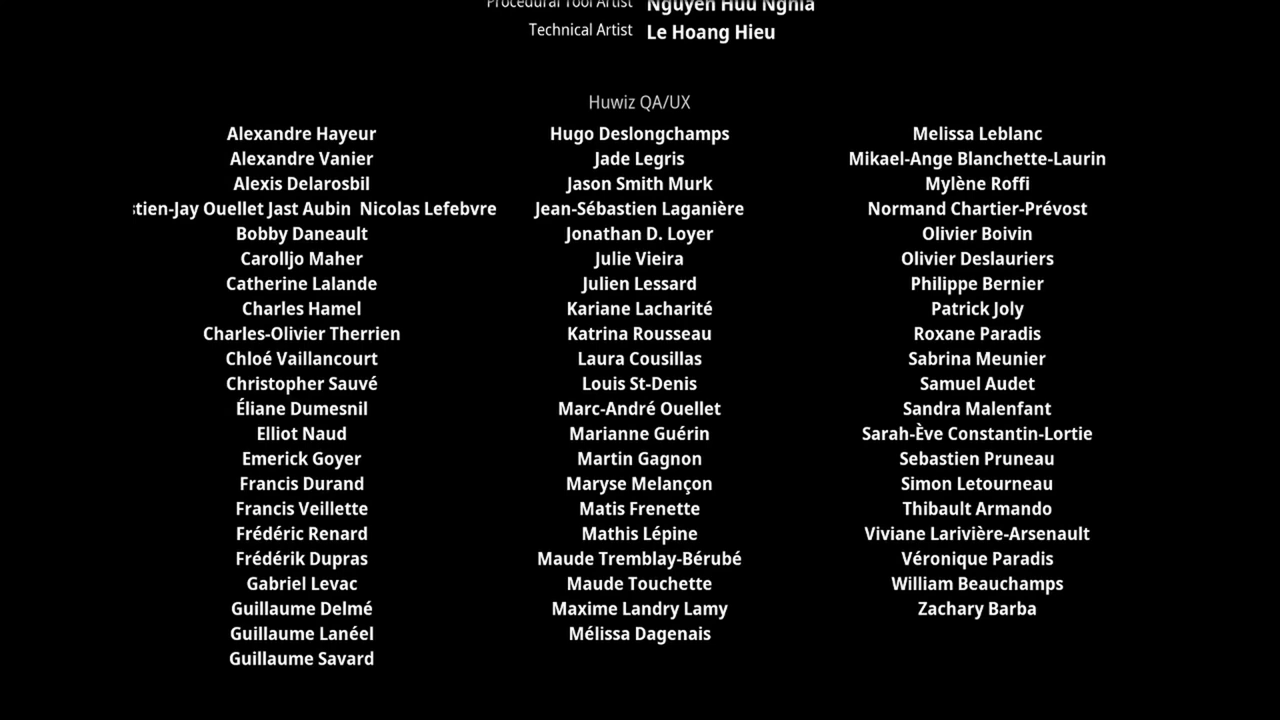 Procedural Tool Artist Nguyen Huu Nghia
Technical Artist Le Hoang Hieu
Huwiz QA/UX
Alexandre Hayeur
Alexandre Vanier
Alexis Delarosbil
tien-Jay Ouellet Jast Aubin Nicolas Lefebvre
Bobby Daneault
Carolljo Maher
Catherine Lalande
Charles Hamel
Charles-Olivier Therrien
Chloé Vaillancourt
Christopher Sauvé
Éliane Dumesnil
Elliot Naud
Emerick Goyer
Francis Durand
Francis Veillette
Frédéric Renard
Frédérik Dupras
Gabriel Levac
Guillaume Delmé
Guillaume Lanéel
Guillaume Savard
Hugo Deslongchamps
Jade Legris
Jason Smith Murk
Jean-Sébastien Laganière
Jonathan D. Loyer
Julie Vieira
Julien Lessard
Kariane Lacharité
Katrina Rousseau
Laura Cousillas
Louis St-Denis
Marc-André Ouellet
Marianne Guérin
Martin Gagnon
Maryse Melançon
Matis Frenette
Mathis Lépine
Maude Tremblay-Bérubé
Maude Touchette
Maxime Landry Lamy
Mélissa Dagenais
Melissa Leblanc
Mikael-Ange Blanchette-Laurin
Mylène Roffi
Normand Chartier-Prévost
Olivier Boivin
Olivier Deslauriers
Philippe Bernier
Patrick Joly
Roxane Paradis
Sabrina Meunier
Samuel Audet
Sandra Malenfant
Sarah-Ève Constantin-Lortie
Sebastien Pruneau
Simon Letourneau
Thibault Armando
Viviane Larivière-Arsenault
Véronique Paradis
William Beauchamps
Zachary Barba